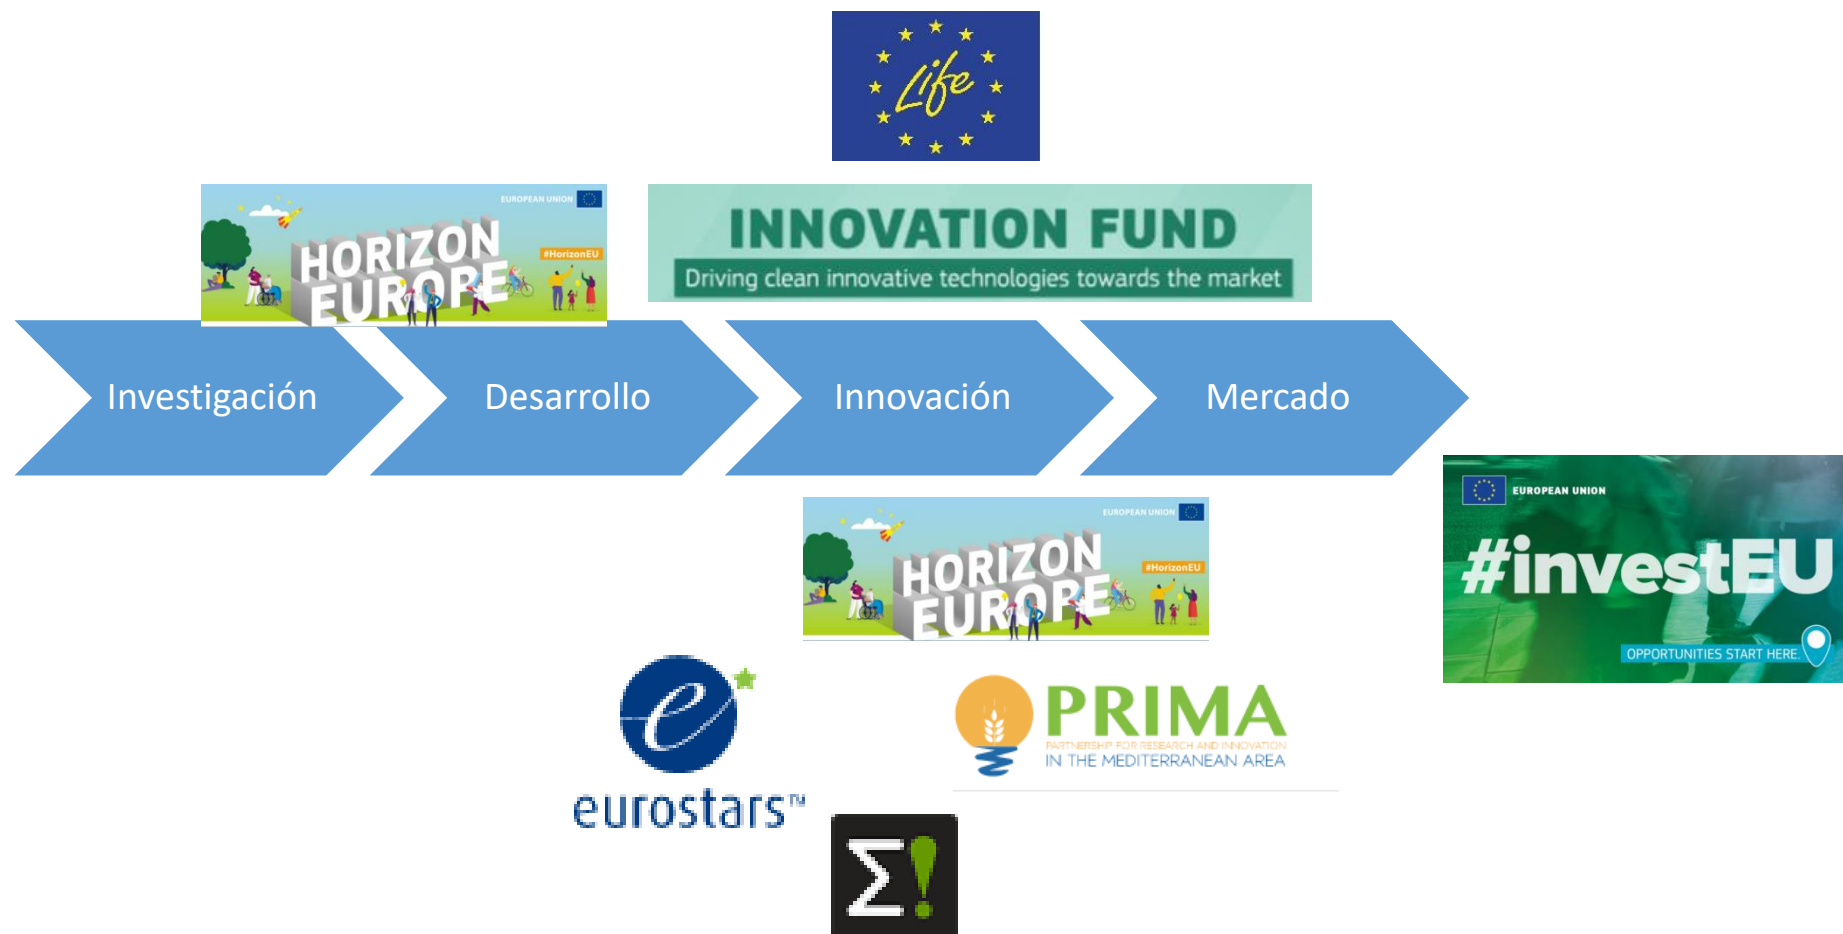 Life
EUROPEAN UNION
HORIZON
EUROPE
#HorizonEU
INNOVATION FUND
Driving clean innovative technologies towards the market
Investigación
Desarrollo
Innovación
Mercado
EUROPEAN UNION
#investEU
OPPORTUNITIES START HERE.
EUROPEAN UNION
HORIZON
EUROPE
#HorizonEU
e
eurostars™
PRIMA
PARTNERSHIP FOR RESEARCH AND INNOVATION
IN THE MEDITERRANEAN AREA
Σ!